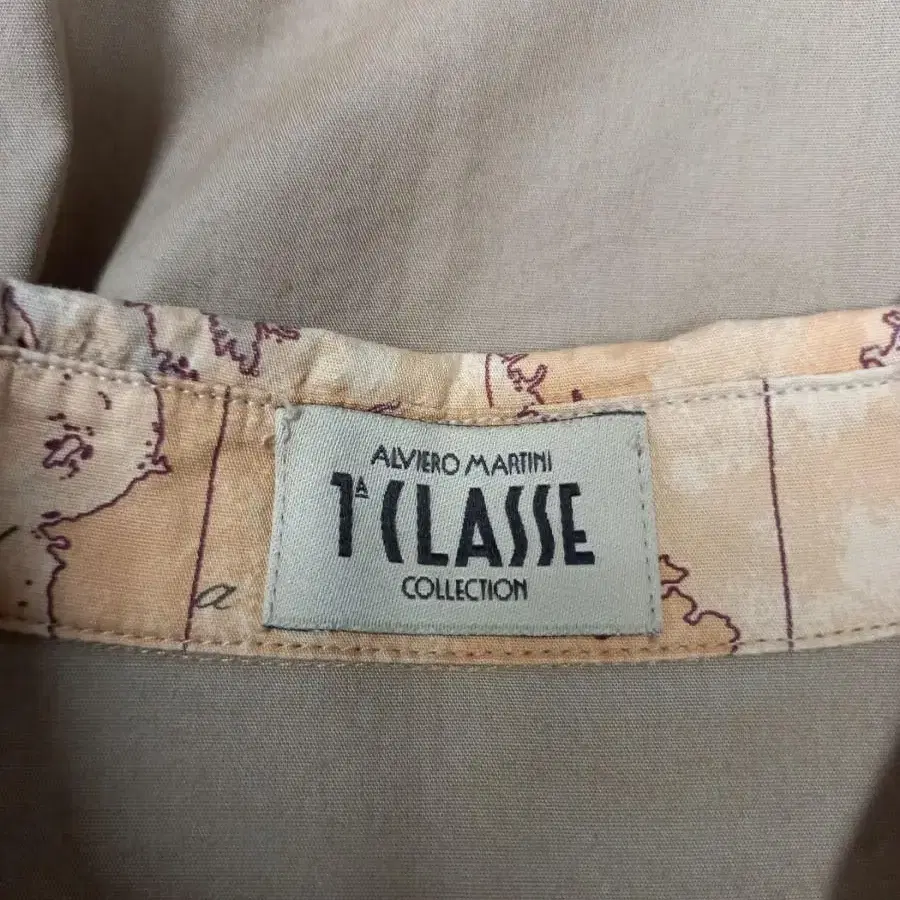 ALVIERO MARTINI
1ᴬ CLASSE
COLLECTION
a